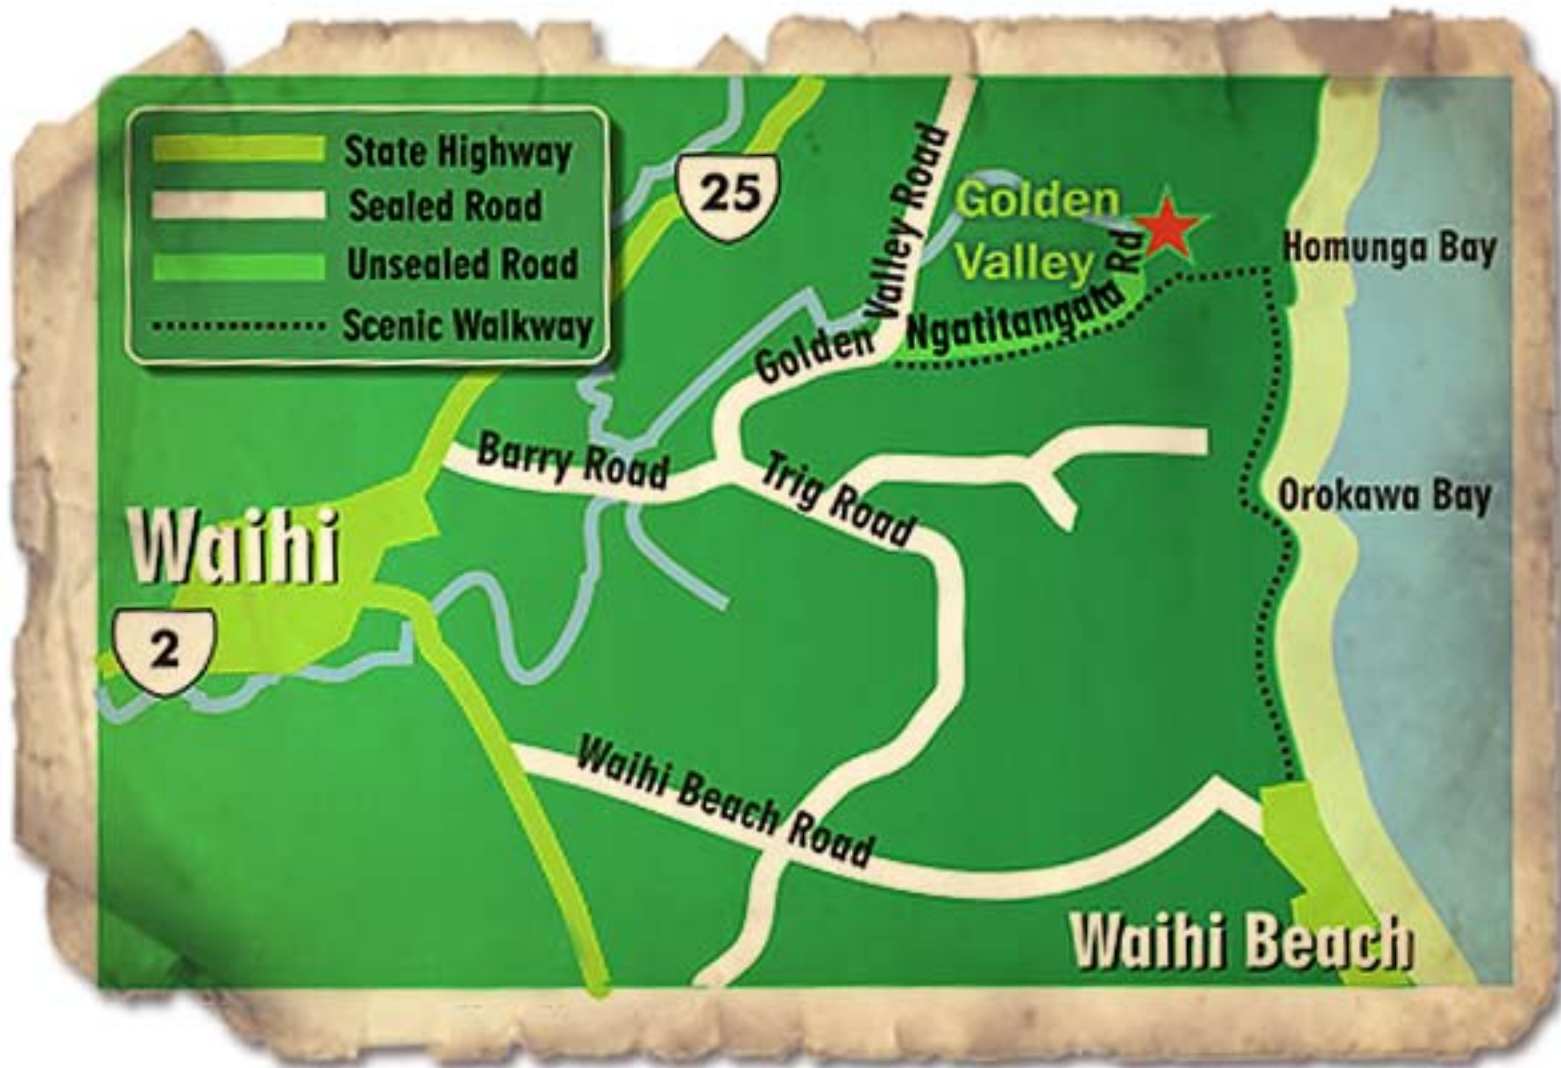 State Highway
Sealed Road
Unsealed Road
Scenic Walkway
25
Golden Valley Road
Golden
Valley
Ngatitangata Rd
Homunga Bay
Barry Road
Trig Road
Orokawa Bay
Waihi
2
Waihi Beach Road
Waihi Beach